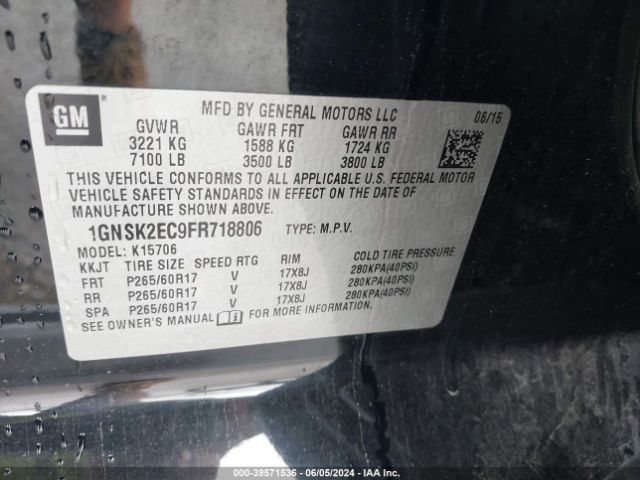 GM
MFD BY GENERAL MOTORS LLC 06/15
GVWR GAWR FRT GAWR RR
3221 KG 1588 KG 1724 KG
7100 LB 3500 LB 3800 LB
THIS VEHICLE CONFORMS TO ALL APPLICABLE U.S. FEDERAL MOTOR
VEHICLE SAFETY STANDARDS IN EFFECT ON THE DATE OF
MANUFACTURE SHOWN ABOVE.
1GNSK2EC9FR718806 TYPE: M.P.V.
MODEL: K15706
KKJT TIRE SIZE SPEED RTG RIM COLD TIRE PRESSURE
FRT P265/60R17 V 17X8J 280KPA(40PSI)
RR P265/60R17 V 17X8J 280KPA(40PSI)
SPA P265/60R17 V 17X8J 280KPA(40PSI)
SEE OWNER'S MANUAL FOR MORE INFORMATION.
000-39571536 - 06/05/2024 - IAA Inc.